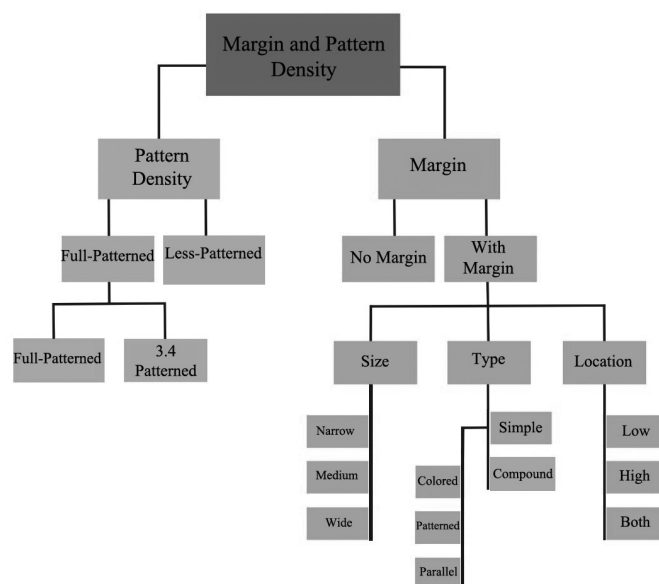 Margin and Pattern
Density
Pattern
Density
Margin
Full-Patterned
Less-Patterned
No Margin
With
Margin
Full-Patterned
3.4
Patterned
Size
Type
Location
Narrow
Medium
Wide
Simple
Compound
Colored
Patterned
Parallel
Low
High
Both